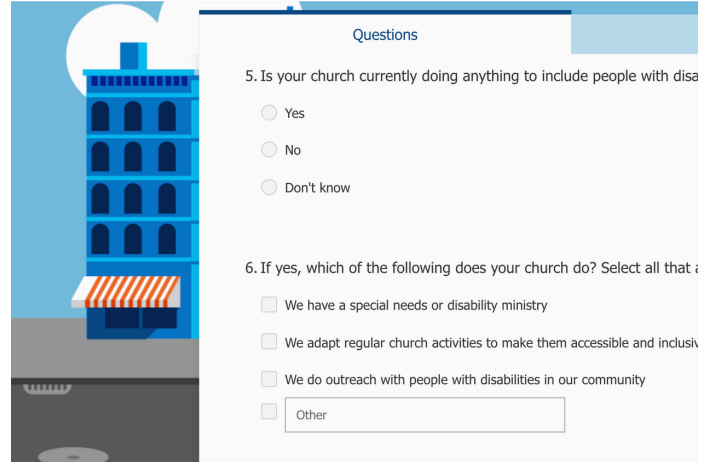 Questions
5. Is your church currently doing anything to include people with
Yes
No
Don't know
6. If yes, which of the following does your church do? Select all that
We have a special needs or disability ministry
We adapt regular church activities to make them accessible and
We do outreach with people with disabilities in our community
Other